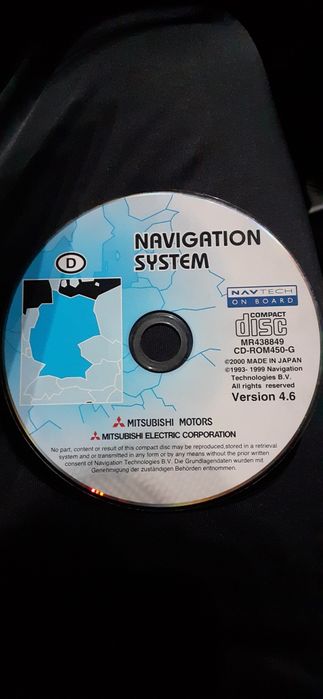 D
NAVIGATION
SYSTEM
NAVTECH
ON BOARD
COMPACT
disc
MR438849
CD-ROM450-G
©2000 MADE IN JAPAN
©1993- 1999 Navigation
Technologies B.V.
All rights reserved
Version 4.6
MITSUBISHI MOTORS
MITSUBISHI ELECTRIC CORPORATION
No part, content or result of this compact disc may be reproduced,stored in a retrieval
system and or transmitted in any form or by any means without the prior written
consent of Navigation Technologies B.V. Die Grundlagendaten wurden mit
Genehmigung der zuständigen Behörden entnommen.